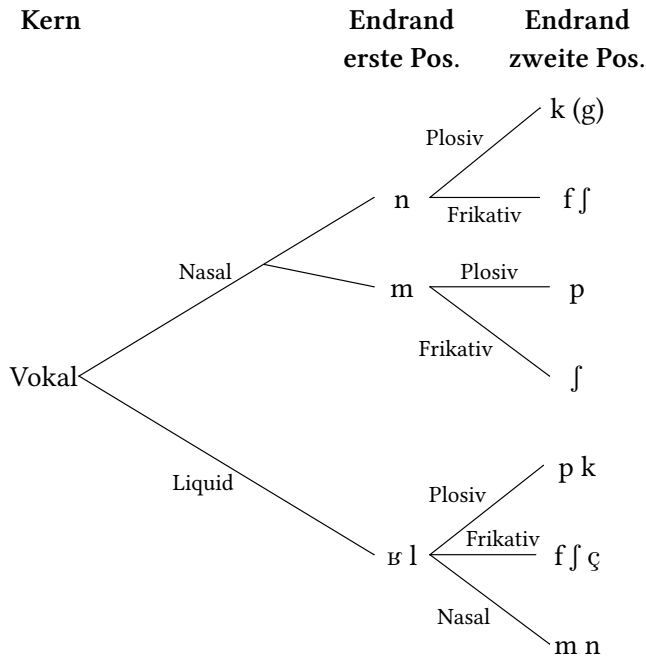 Kern Endrand Endrand
erste Pos. zweite Pos.
k (g)
Plosiv
n f ʃ
Frikativ
Nasal
m Plosiv p
Frikativ
Vokal ʃ
p k
Liquid Plosiv
Frikativ
ʁ l f ʃ ç
Nasal
m n